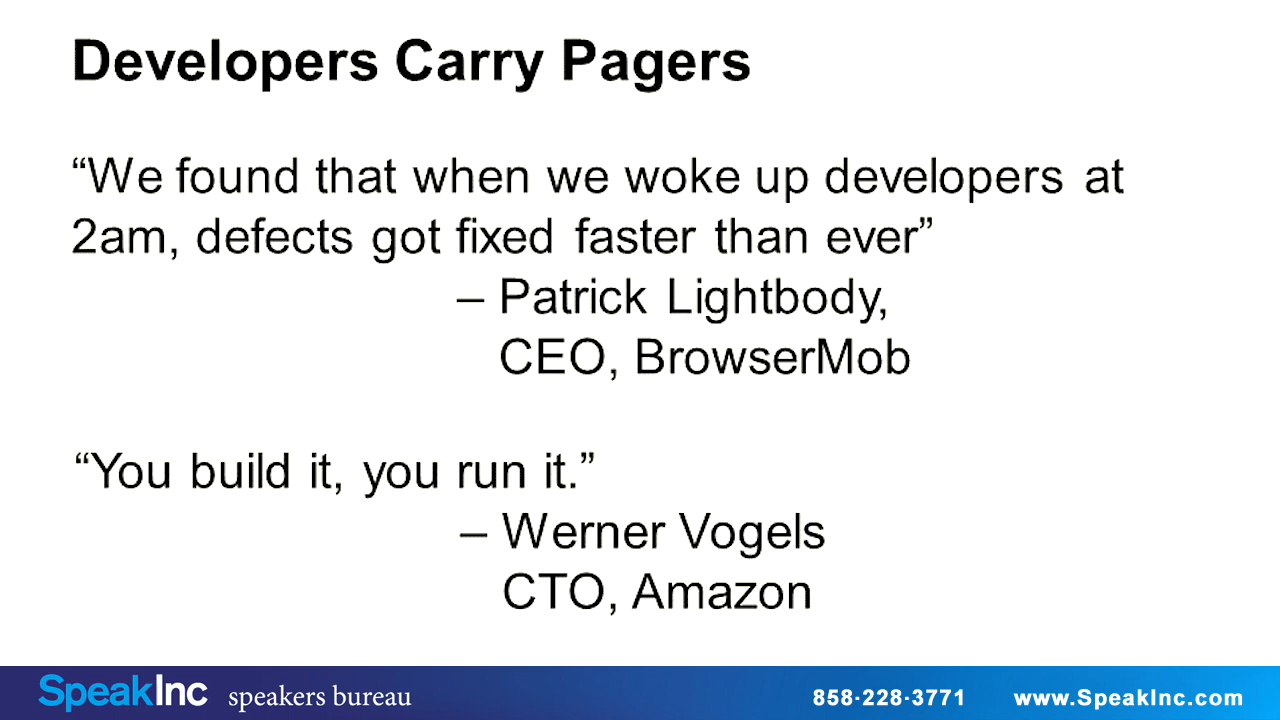 Developers Carry Pagers
“We found that when we woke up developers at
2am, defects got fixed faster than ever”
– Patrick Lightbody,
CEO, BrowserMob
“You build it, you run it.”
– Werner Vogels
CTO, Amazon
SpeakInc speakers bureau 858·228·3771 www.SpeakInc.com